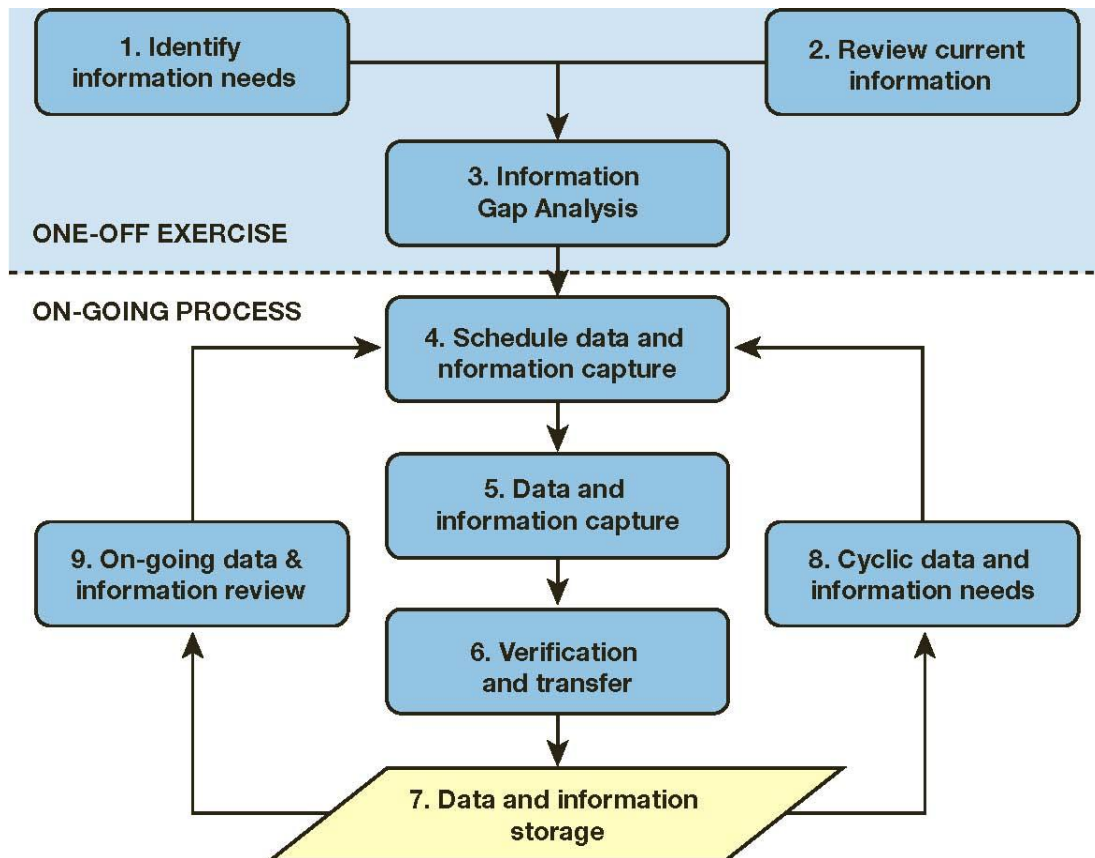 1. Identify
information needs
2. Review current
information
3. Information
Gap Analysis
ONE-OFF EXERCISE
ON-GOING PROCESS
4. Schedule data and
nformation capture
5. Data and
information capture
9. On-going data &
information review
8. Cyclic data and
information needs
6. Verification
and transfer
7. Data and information
storage